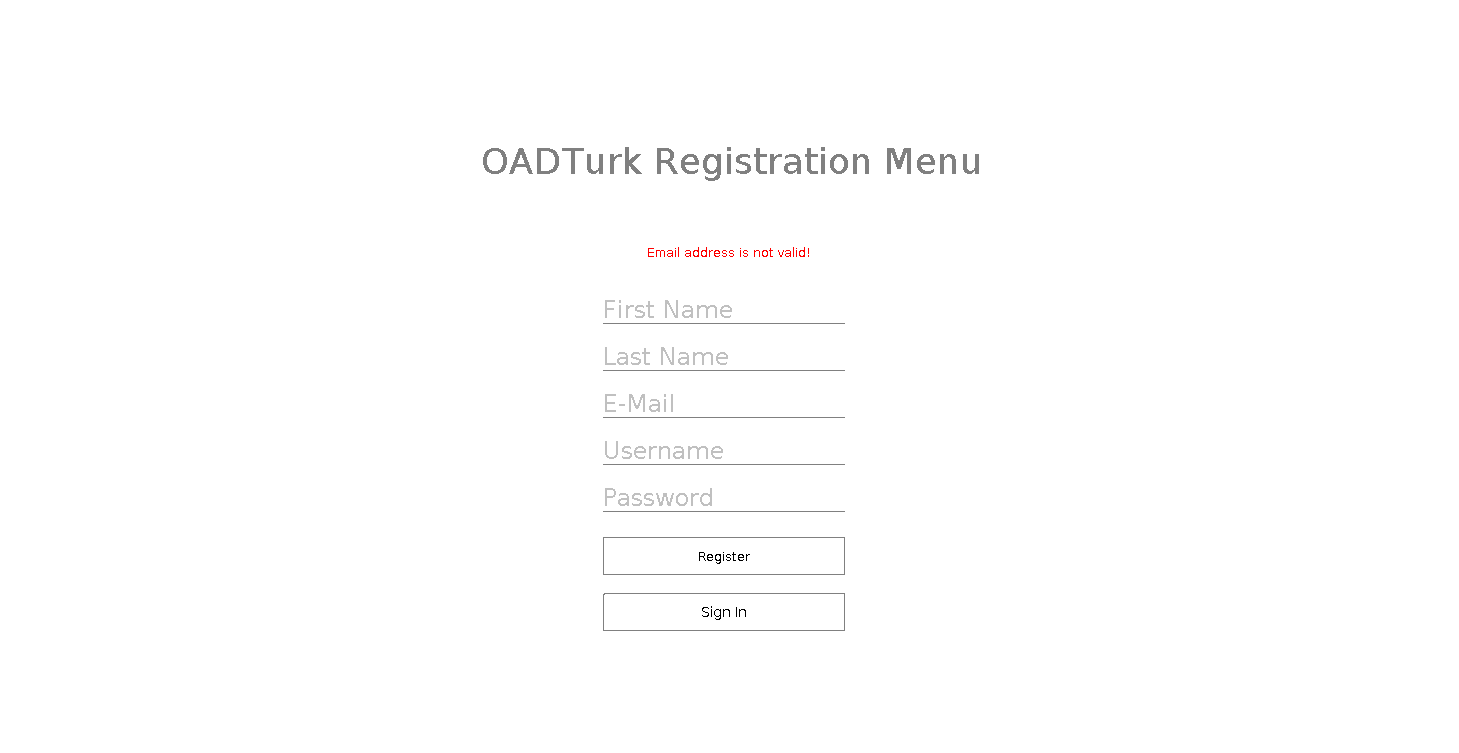 OADTurk Registration Menu
Email address is not valid!
First Name
Last Name
E-Mail
Username
Password
Register
Sign In